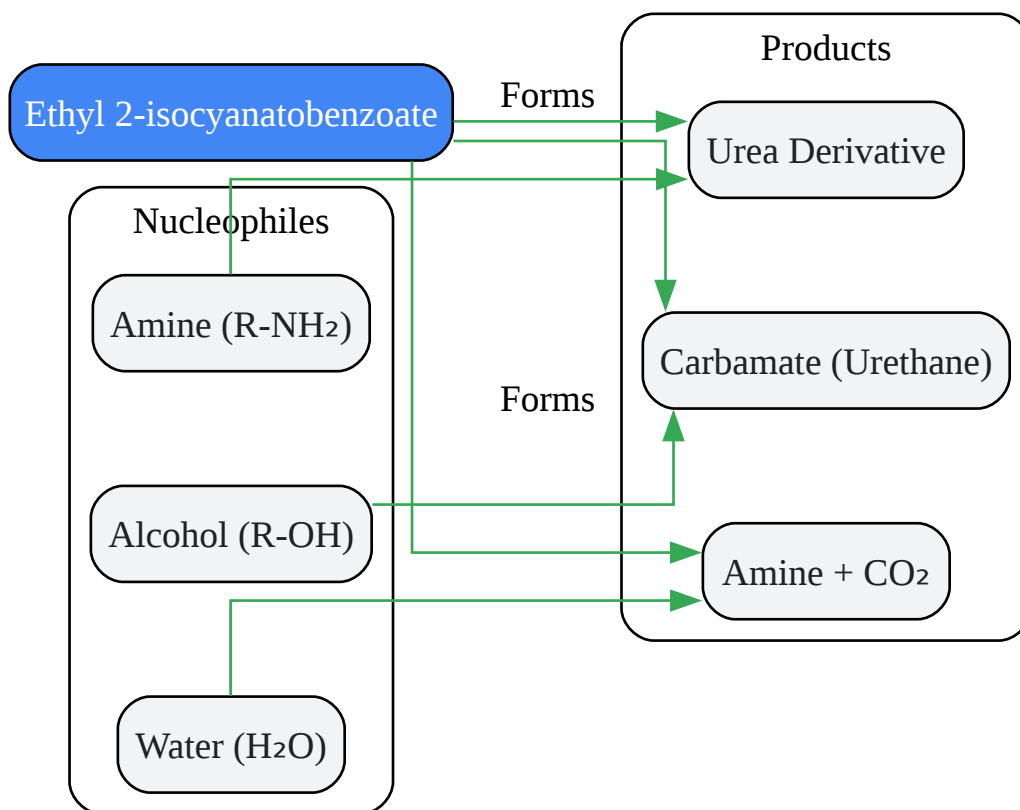 Products
Ethyl 2-isocyanatobenzoate
Forms
Urea Derivative
Nucleophiles
Amine (R-NH₂)
Carbamate (Urethane)
Forms
Alcohol (R-OH)
Amine + CO₂
Water (H₂O)